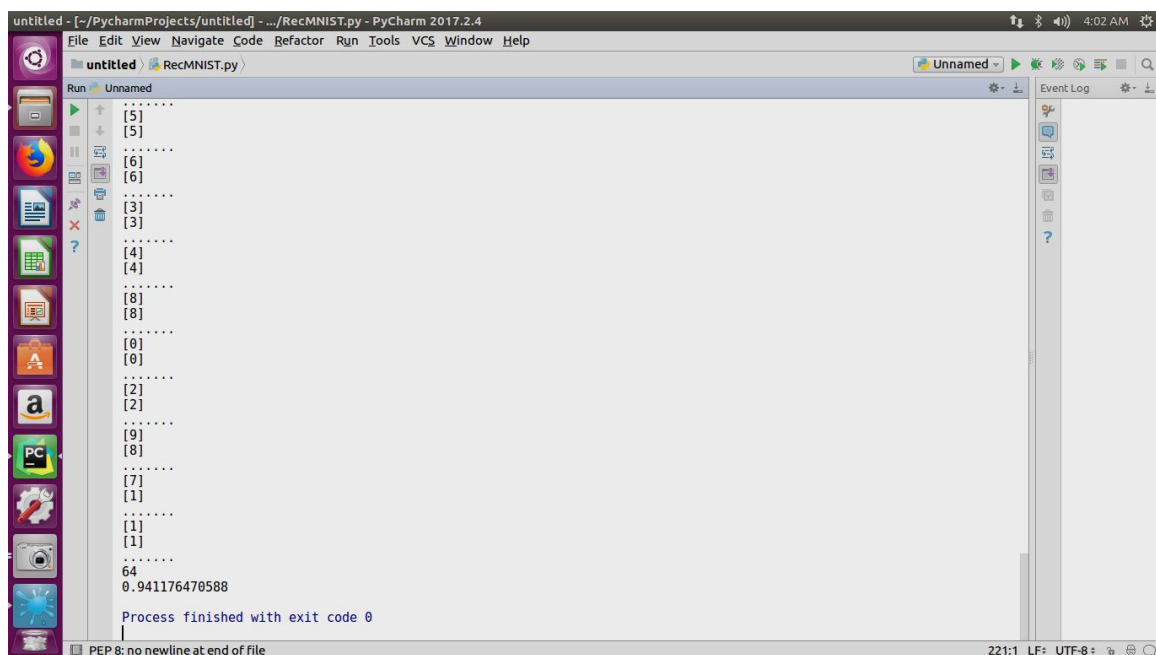 untitled - [~/PycharmProjects/untitled] - .../RecMNIST.py - PyCharm 2017.2.4
4:02 AM
File Edit View Navigate Code Refactor Run Tools VCS Window Help
untitled RecMNIST.py
Unnamed
Run Unnamed
Event Log
.......
[5]
[5]
.......
[6]
[6]
.......
[3]
[3]
.......
[4]
[4]
.......
[8]
[8]
.......
[0]
[0]
.......
[2]
[2]
.......
[9]
[8]
.......
[7]
[1]
.......
[1]
[1]
.......
64
0.941176470588
Process finished with exit code 0
PEP 8: no newline at end of file
221:1 LF: UTF-8:
a
PC